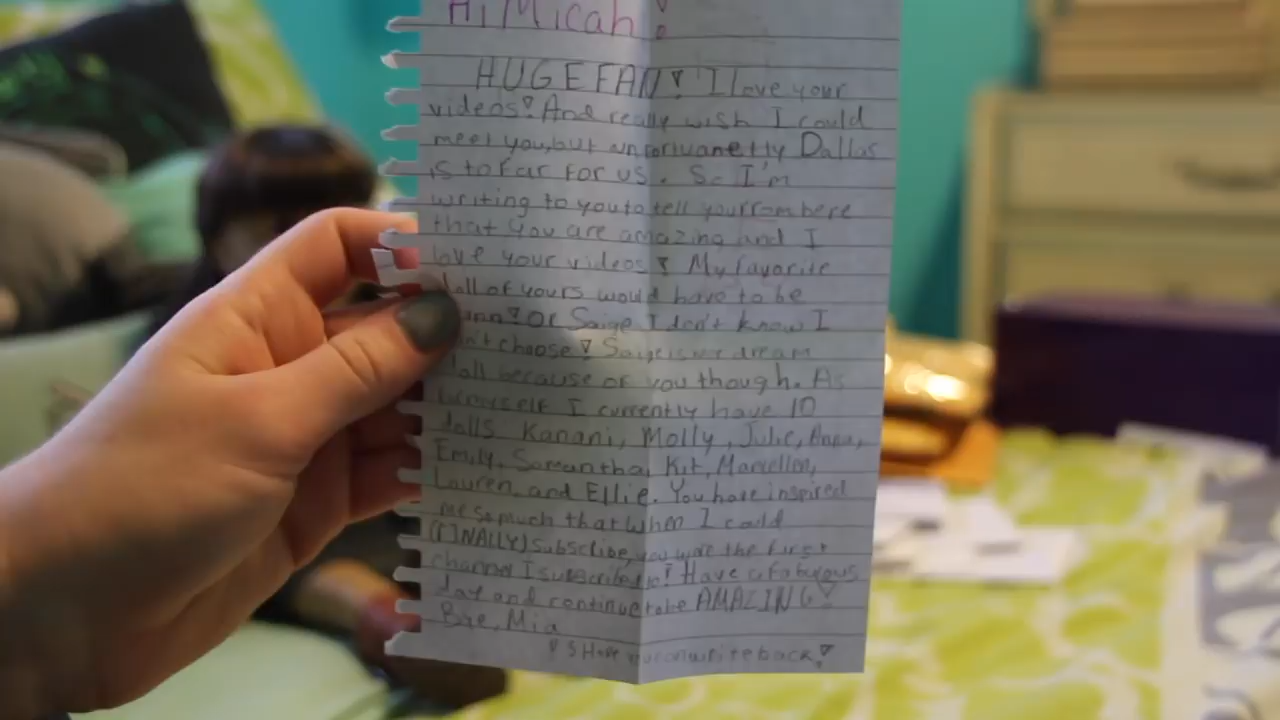 Hi Micah!
HUGE FAN! I love your
videos! And really wish I could
meet you, but unfortuanetly Dallas
is to far for us. So I'm
writing to you to tell you from here
that you are amazing and I
love your videos! My favorite
doll of yours would have to be
Or Saige I don't know I
choose! Saige is my dream
doll because of you though. As
myself I currently have 10
dolls Kanani, Molly, Julie, Anna,
Emily, Samantha, Kit, Marcellen,
Lauren, and Ellie. You have inspired
me so much that when I could
(FINALLY) subscribe, you were the first
channel I subscribed to! Have a fabulous
day and continue to be AMAZING!
Bye, Mia
Hope you can write back!